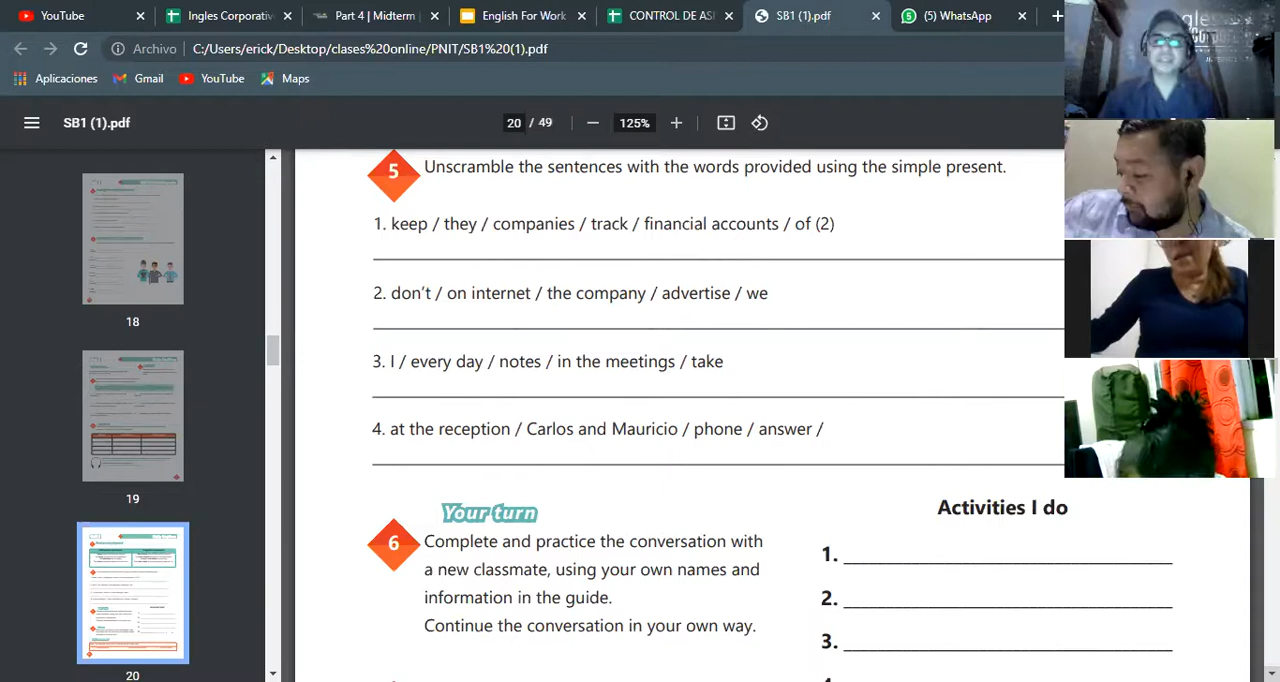 YouTube
Ingles Corporativ
Part 4 | Midterm
English For Work
CONTROL DE ASI
SB1 (1).pdf
(5) WhatsApp
Archivo
C:/Users/erick/Desktop/clases%20online/PNIT/SB1%20(1).pdf
Aplicaciones
Gmail
YouTube
Maps
SB1 (1).pdf
20 / 49
125%
18
19
20
5
Unscramble the sentences with the words provided using the simple present.
1. keep / they / companies / track / financial accounts / of (2)
2. don't / on internet / the company / advertise / we
3. I / every day / notes / in the meetings / take
4. at the reception / Carlos and Mauricio / phone / answer /
Your turn
6
Complete and practice the conversation with
a new classmate, using your own names and
information in the guide.
Continue the conversation in your own way.
Activities I do
1.
2.
3.